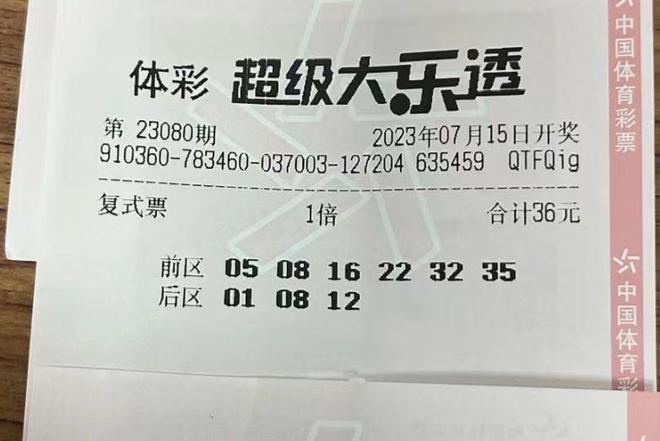 体彩 超级大乐透
第 23080期 2023年07月15日开奖
910360-783460-037003-127204 635459 QTFQig
复式票 1倍 合计36元
前区 05 08 16 22 32 35
后区 01 08 12
中国体育彩票
中国体育彩